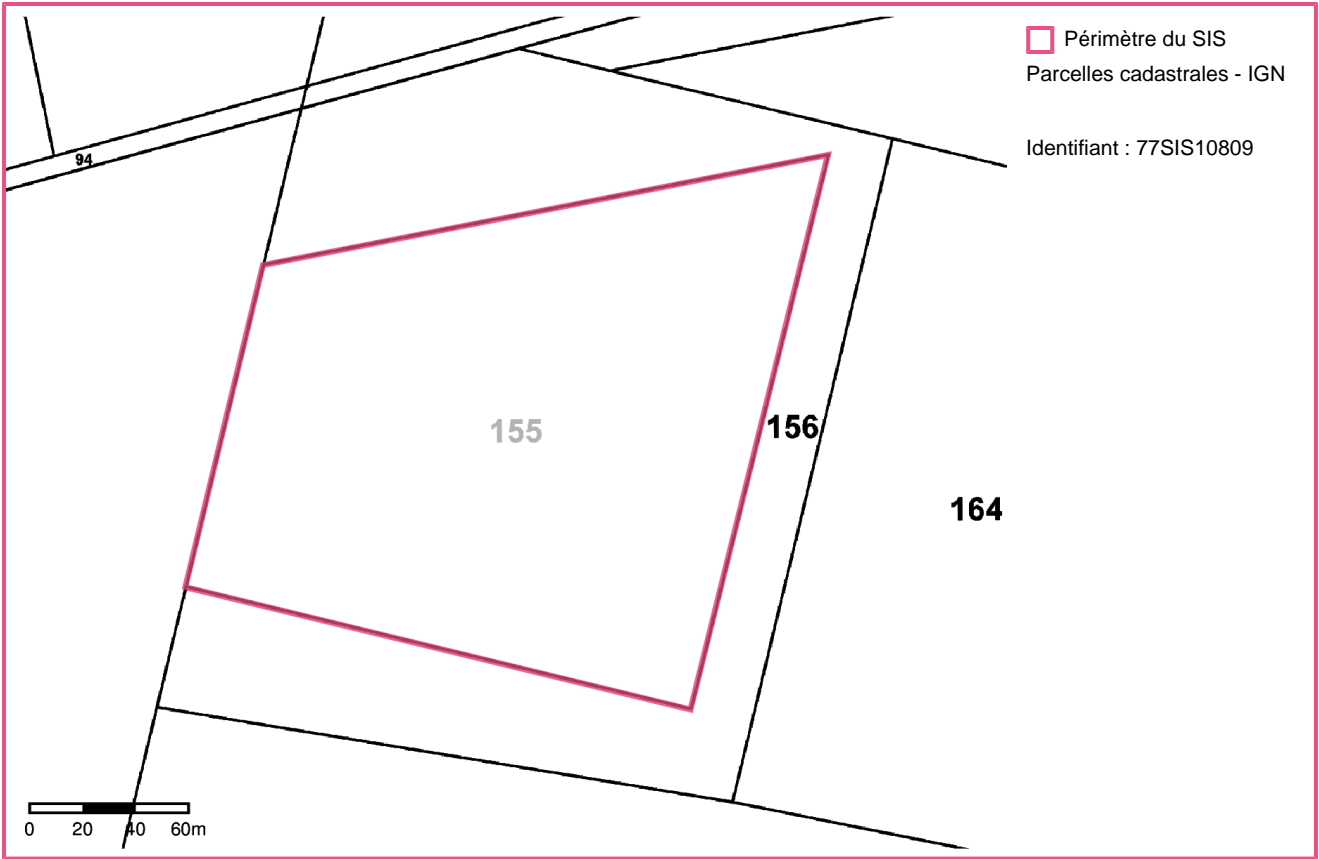 Périmètre du SIS
Parcelles cadastrales - IGN
Identifiant : 77SIS10809
94
155
156
164
0 20 40 60m